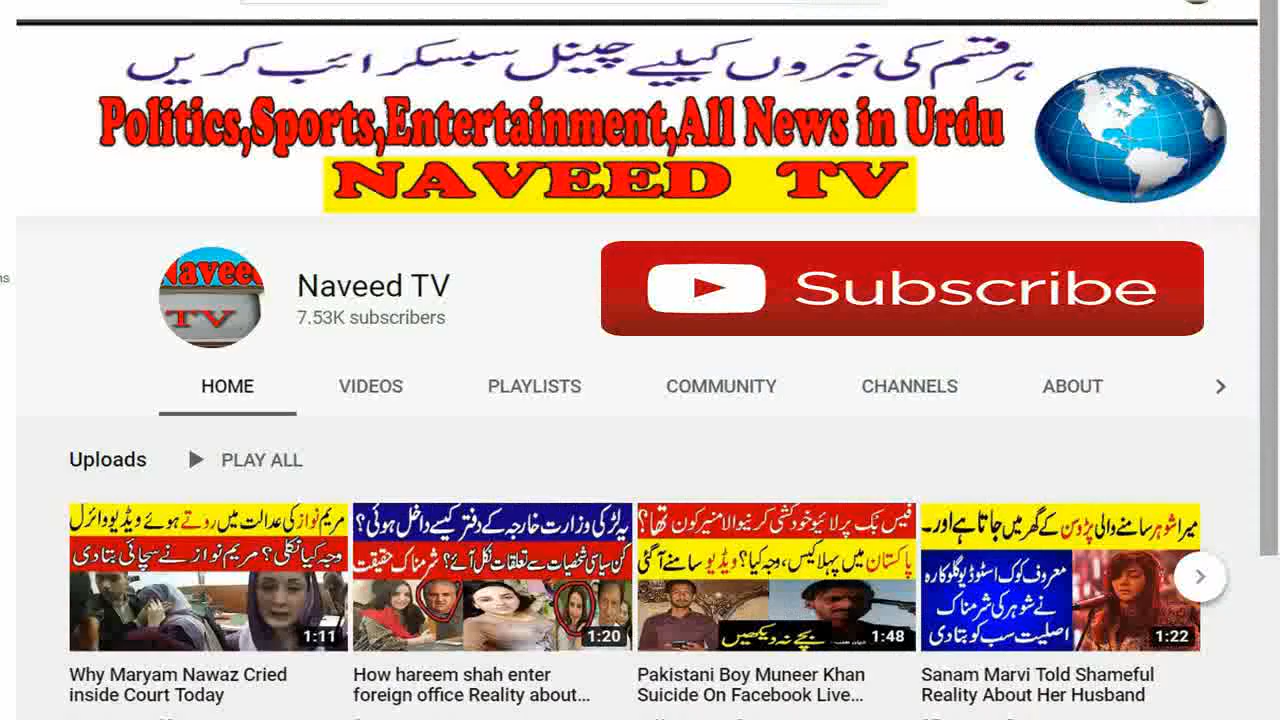 ہر قسم کی خبروں کیلیے چینل سبسکرائب کریں
Politics,Sports,Entertainment,All News in Urdu
NAVEED TV
Naveed
TV
Naveed TV
7.53K subscribers
Subscribe
HOME VIDEOS PLAYLISTS COMMUNITY CHANNELS ABOUT
Uploads PLAY ALL
مریم نواز کی عدالت میں روتے ہوئے ویڈیو وائرل
وجہ کیا نکلی؟ مریم نواز نے سچائی بتا دی
1:11
Why Maryam Nawaz Cried
inside Court Today
یہ لڑکی وزارت خارجہ کے دفتر کیسے داخل ہوئی؟
کن سیاسی شخصیات سے تعلقات نکل آئے؟ شرمناک حقیقت
1:20
How hareem shah enter
foreign office Reality about...
فیس بک پر لائیو خودکشی کرنیوالا منیر کون تھا؟
پاکستان میں پہلا کیس، وجہ کیا؟ ویڈیو سامنے آگئی
بچے نہ دیکھیں
1:48
Pakistani Boy Muneer Khan
Suicide On Facebook Live...
میرا شوہر سامنے والی پڑوسن کے گھر میں جاتا ہے اور۔۔
معروف کوک اسٹوڈیو گلوکارہ
نے شوہر کی شرمناک
اصلیت سب کو بتا دی
1:22
Sanam Marvi Told Shameful
Reality About Her Husband